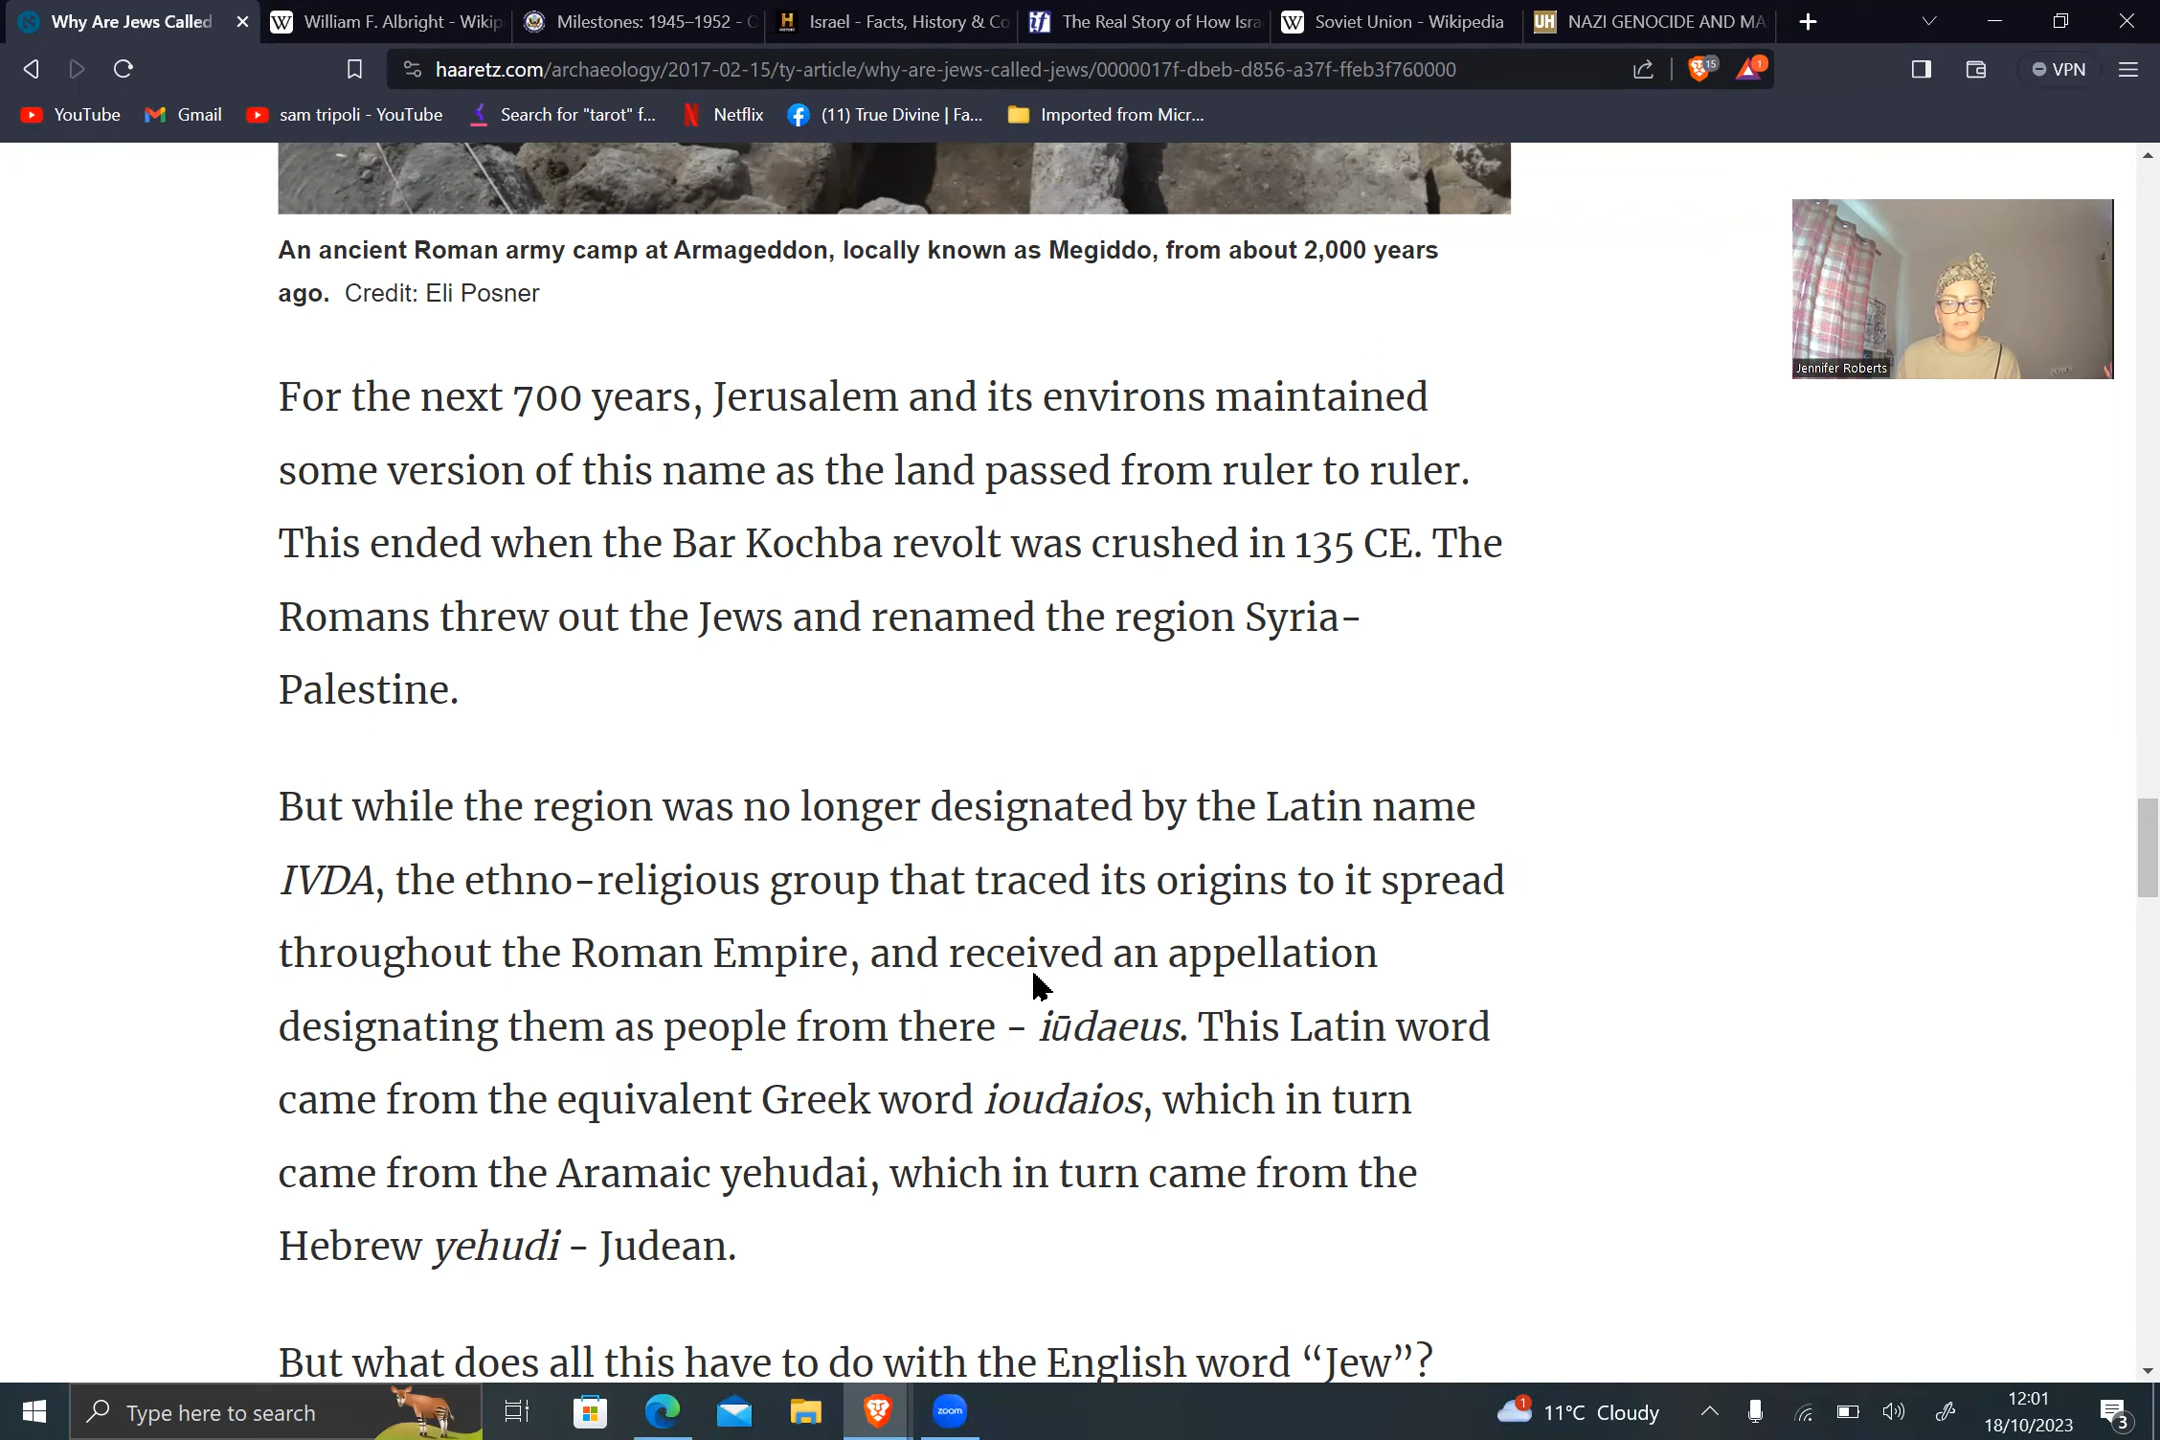 Why Are Jews Called
William F. Albright - Wikip
Milestones: 1945–1952 - O
Israel - Facts, History & Co
The Real Story of How Isra
Soviet Union - Wikipedia
NAZI GENOCIDE AND MA
haaretz.com/archaeology/2017-02-15/ty-article/why-are-jews-called-jews/0000017f-dbeb-d856-a37f-ffeb3f760000
15
1
VPN
YouTube
Gmail
sam tripoli - YouTube
Search for "tarot" f...
Netflix
(11) True Divine | Fa...
Imported from Micr...
An ancient Roman army camp at Armageddon, locally known as Megiddo, from about 2,000 years
ago. Credit: Eli Posner
Jennifer Roberts
For the next 700 years, Jerusalem and its environs maintained
some version of this name as the land passed from ruler to ruler.
This ended when the Bar Kochba revolt was crushed in 135 CE. The
Romans threw out the Jews and renamed the region Syria-
Palestine.
But while the region was no longer designated by the Latin name
IVDA, the ethno-religious group that traced its origins to it spread
throughout the Roman Empire, and received an appellation
designating them as people from there - iūdaeus. This Latin word
came from the equivalent Greek word ioudaios, which in turn
came from the Aramaic yehudai, which in turn came from the
Hebrew yehudi - Judean.
But what does all this have to do with the English word “Jew”?
Type here to search
zoom
1
11°C Cloudy
12:01
18/10/2023
3